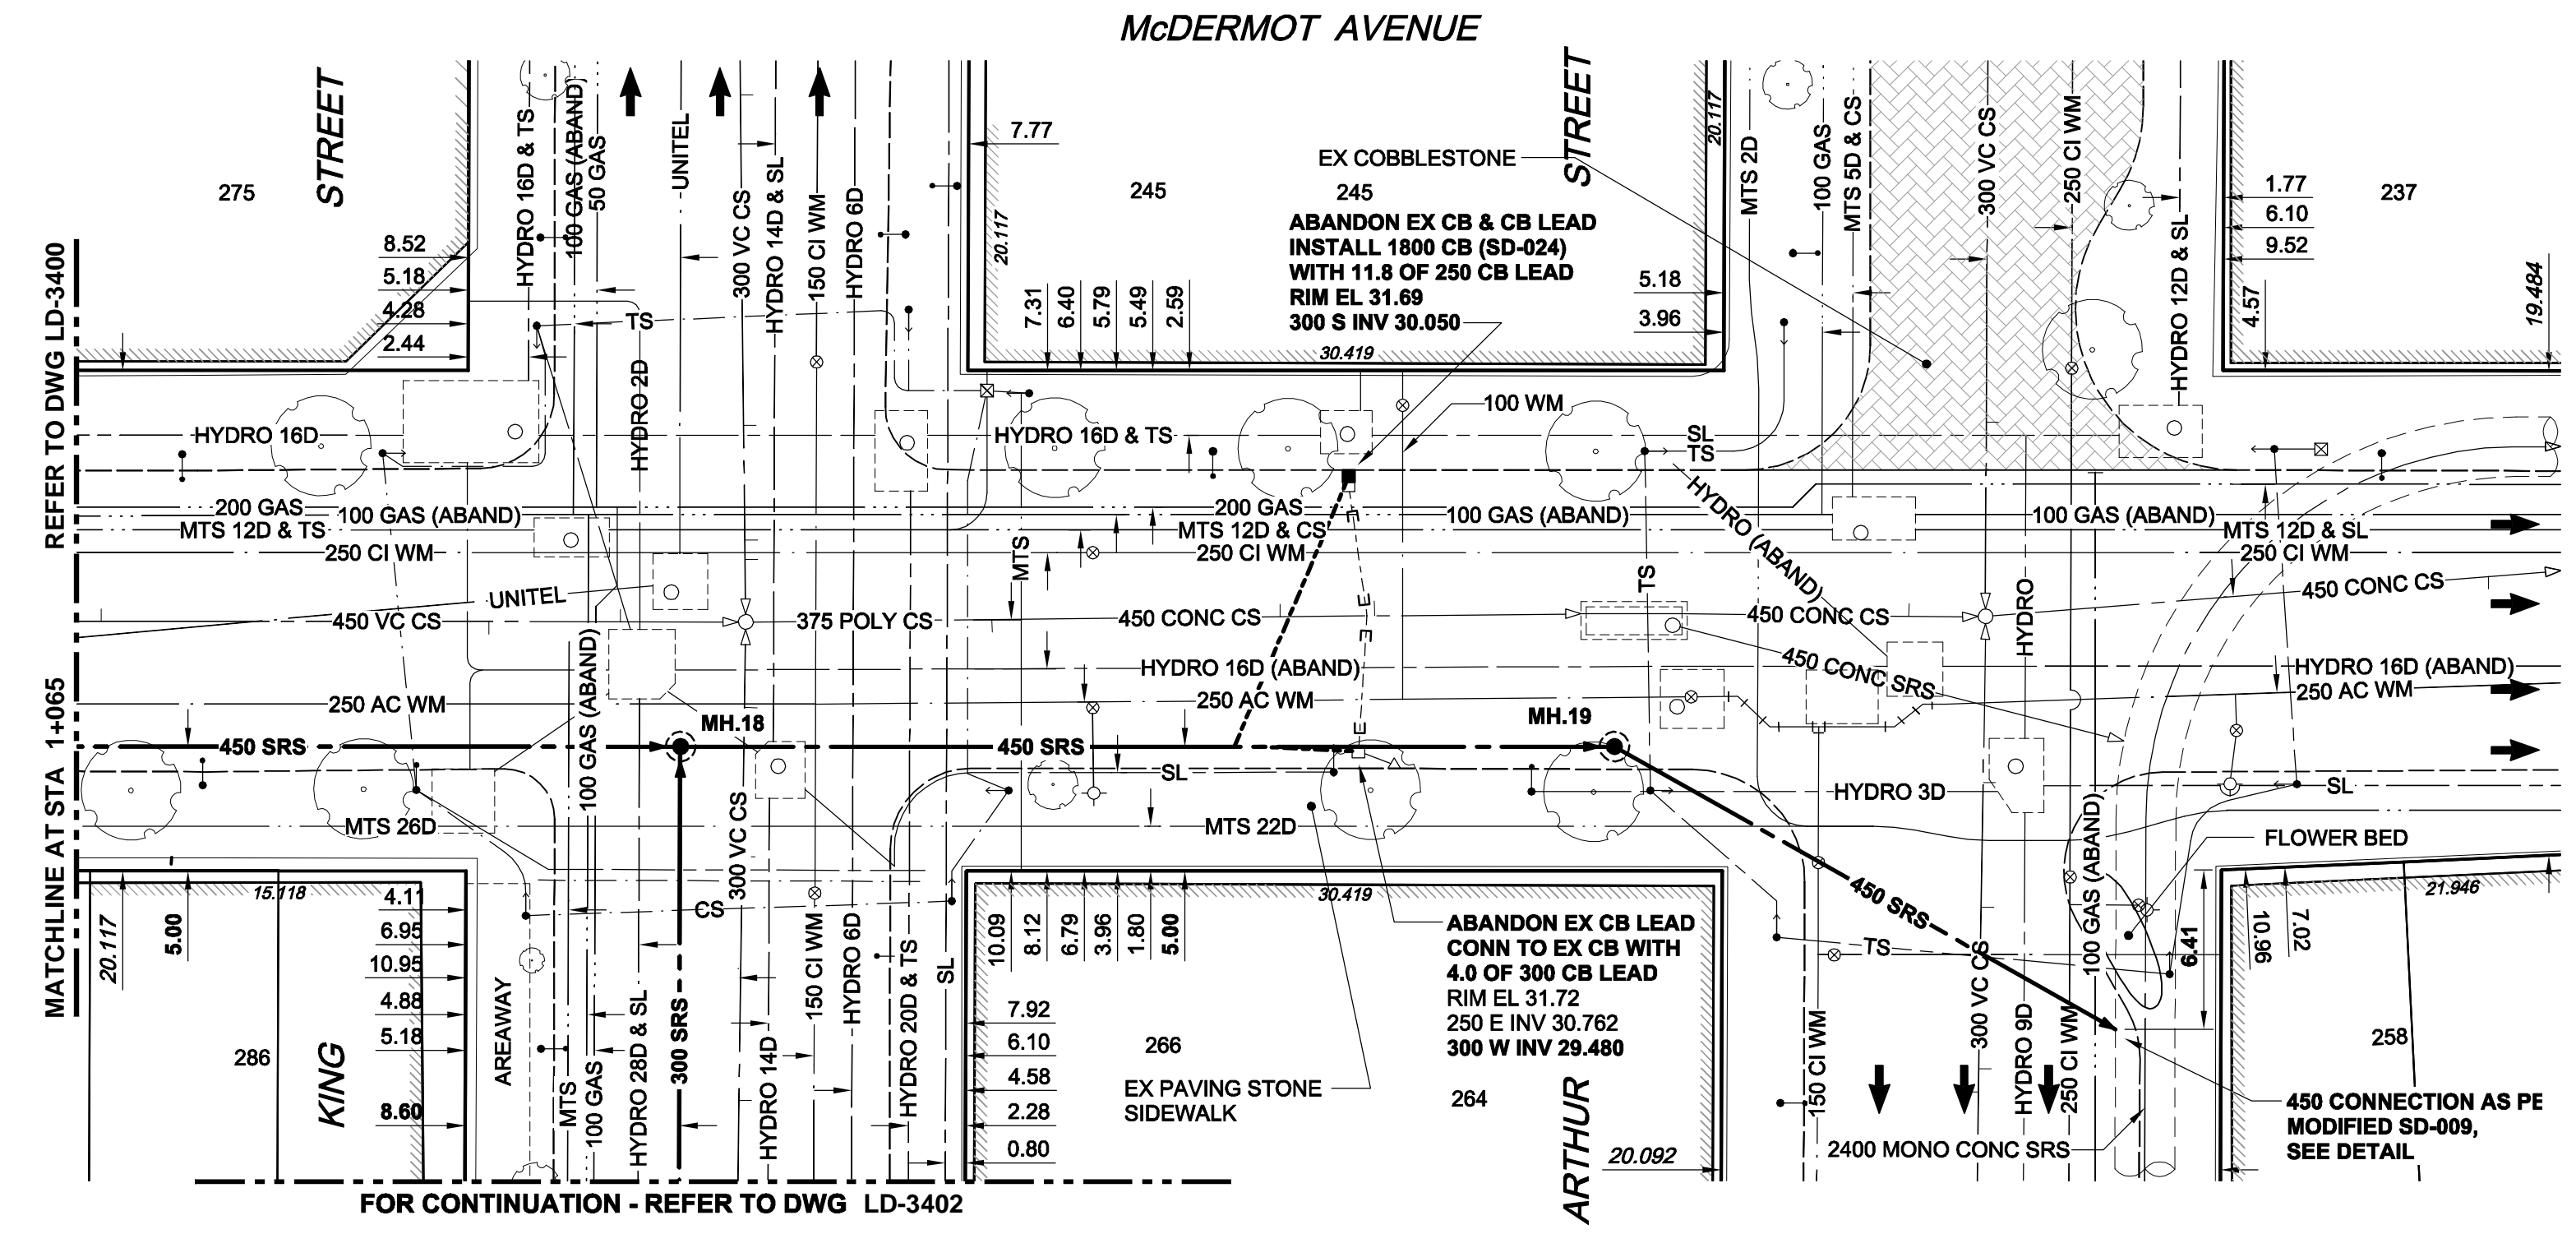 McDERMOT AVENUE
STREET
STREET
KING
ARTHUR
REFER TO DWG LD-3400
MATCHLINE AT STA 1+065
275
8.52
5.18
4.28
2.44
HYDRO 16D & TS
100 GAS (ABAND)
50 GAS
UNITEL
300 VC CS
HYDRO 14D & SL
150 CI WM
HYDRO 6D
7.77
20.117
245
245
ABANDON EX CB & CB LEAD
INSTALL 1800 CB (SD-024)
WITH 11.8 OF 250 CB LEAD
RIM EL 31.69
300 S INV 30.050
EX COBBLESTONE
7.31
6.40
5.79
5.49
2.59
30.419
5.18
3.96
20.117
MTS 2D
100 GAS
MTS 5D & CS
300 VC CS
250 CI WM
HYDRO 12D & SL
1.77
6.10
9.52
237
4.57
19.484
TS
HYDRO 2D
HYDRO 16D
HYDRO 16D & TS
100 WM
SL
TS
200 GAS
100 GAS (ABAND)
MTS 12D & TS
250 CI WM
200 GAS
MTS 12D & CS
250 CI WM
100 GAS (ABAND)
HYDRO (ABAND)
100 GAS (ABAND)
MTS 12D & SL
250 CI WM
MTS
TS
HYDRO
UNITEL
450 VC CS
375 POLY CS
450 CONC CS
450 CONC CS
450 CONC CS
450 CONC SRS
HYDRO 16D (ABAND)
HYDRO 16D (ABAND)
250 AC WM
250 AC WM
250 AC WM
100 GAS (ABAND)
MH.18
MH.19
450 SRS
450 SRS
SL
HYDRO 3D
SL
MTS 26D
MTS 22D
300 VC CS
100 GAS (ABAND)
FLOWER BED
450 SRS
15.118
20.117
5.00
4.11
6.95
10.95
4.88
5.18
8.60
286
AREAWAY
CS
MTS
100 GAS
HYDRO 28D & SL
300 SRS
HYDRO 14D
150 CI WM
HYDRO 6D
HYDRO 20D & TS
SL
10.09
8.12
6.79
3.96
1.80
5.00
30.419
7.92
6.10
4.58
2.28
0.80
266
EX PAVING STONE
SIDEWALK
264
ABANDON EX CB LEAD
CONN TO EX CB WITH
4.0 OF 300 CB LEAD
RIM EL 31.72
250 E INV 30.762
300 W INV 29.480
20.092
TS
150 CI WM
300 VC CS
HYDRO 9D
250 CI WM
2400 MONO CONC SRS
6.41
10.96
7.02
21.946
258
450 CONNECTION AS PE
MODIFIED SD-009,
SEE DETAIL
FOR CONTINUATION - REFER TO DWG LD-3402